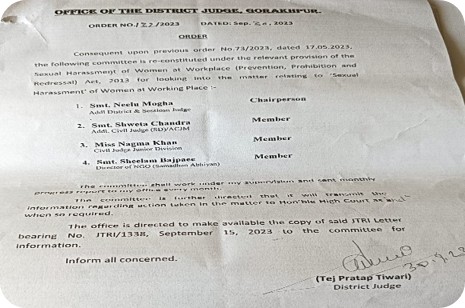 OFFICE OF THE DISTRICT JUDGE, GORAKHPUR.
ORDER NO./22/2023 DATED: Sep, 2023
ORDER
Consequent upon previous order No.73/2023, dated 17.05.2023,
the following committee is re-constituted under the relevant provision of the
Sexual Harassment of Women at Workplace (Prevention, Prohibition and
Redressal) Act, 2013 for looking into the matter relating to 'Sexual
Harassment' of Women at Working Place :-
1. Smt. Neelu Mogha Chairperson
Addl District & Sessions Judge
2. Smt. Shweta Chandra Member
Addl. Civil Judge (SD)/ACJM
3. Miss Nagma Khan Member
Civil Judge Junior Division
4. Smt. Sheelam Bajpaee Member
Director of NGO (Samadhan Abhiyan)
The committee shall work under my supervision and sent monthly
progress report to my office every month.
The committee is further directed that it will transmit the
information regarding action taken in the matter to Hon'ble High Court as and
when so required.
The office is directed to make available the copy of said JTRI Letter
bearing No. JTRI/1338, September 15, 2023 to the committee for
information.
Inform all concerned.
(Tej Pratap Tiwari)
District Judge